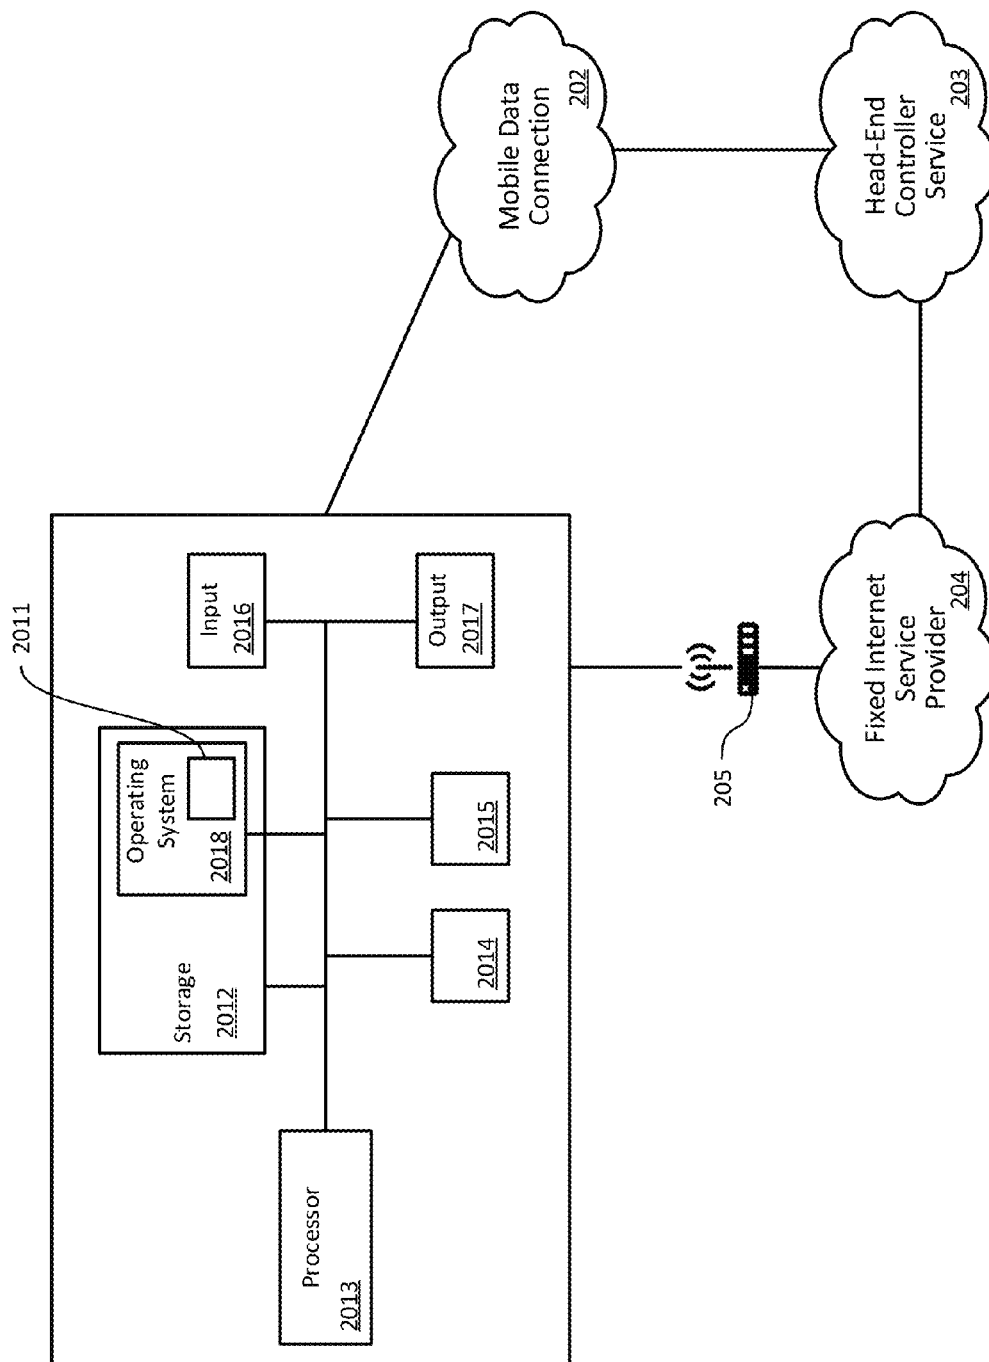 2011
Processor
2013
Storage
2012
Operating
System
2018
Input
2016
2014
2015
Output
2017
Mobile Data
Connection
202
205
Fixed Internet
Service
Provider
204
Head-End
Controller
Service
203